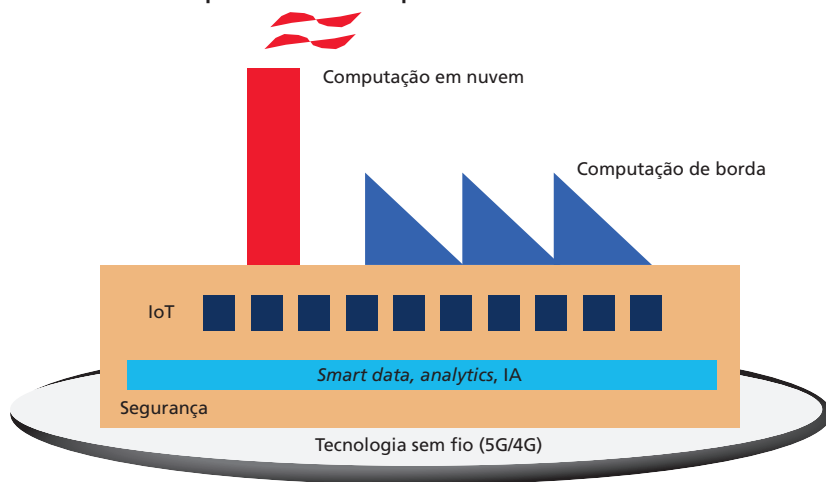 Computação em nuvem
Computação de borda
IoT
Smart data, analytics, IA
Segurança
Tecnologia sem fio (5G/4G)